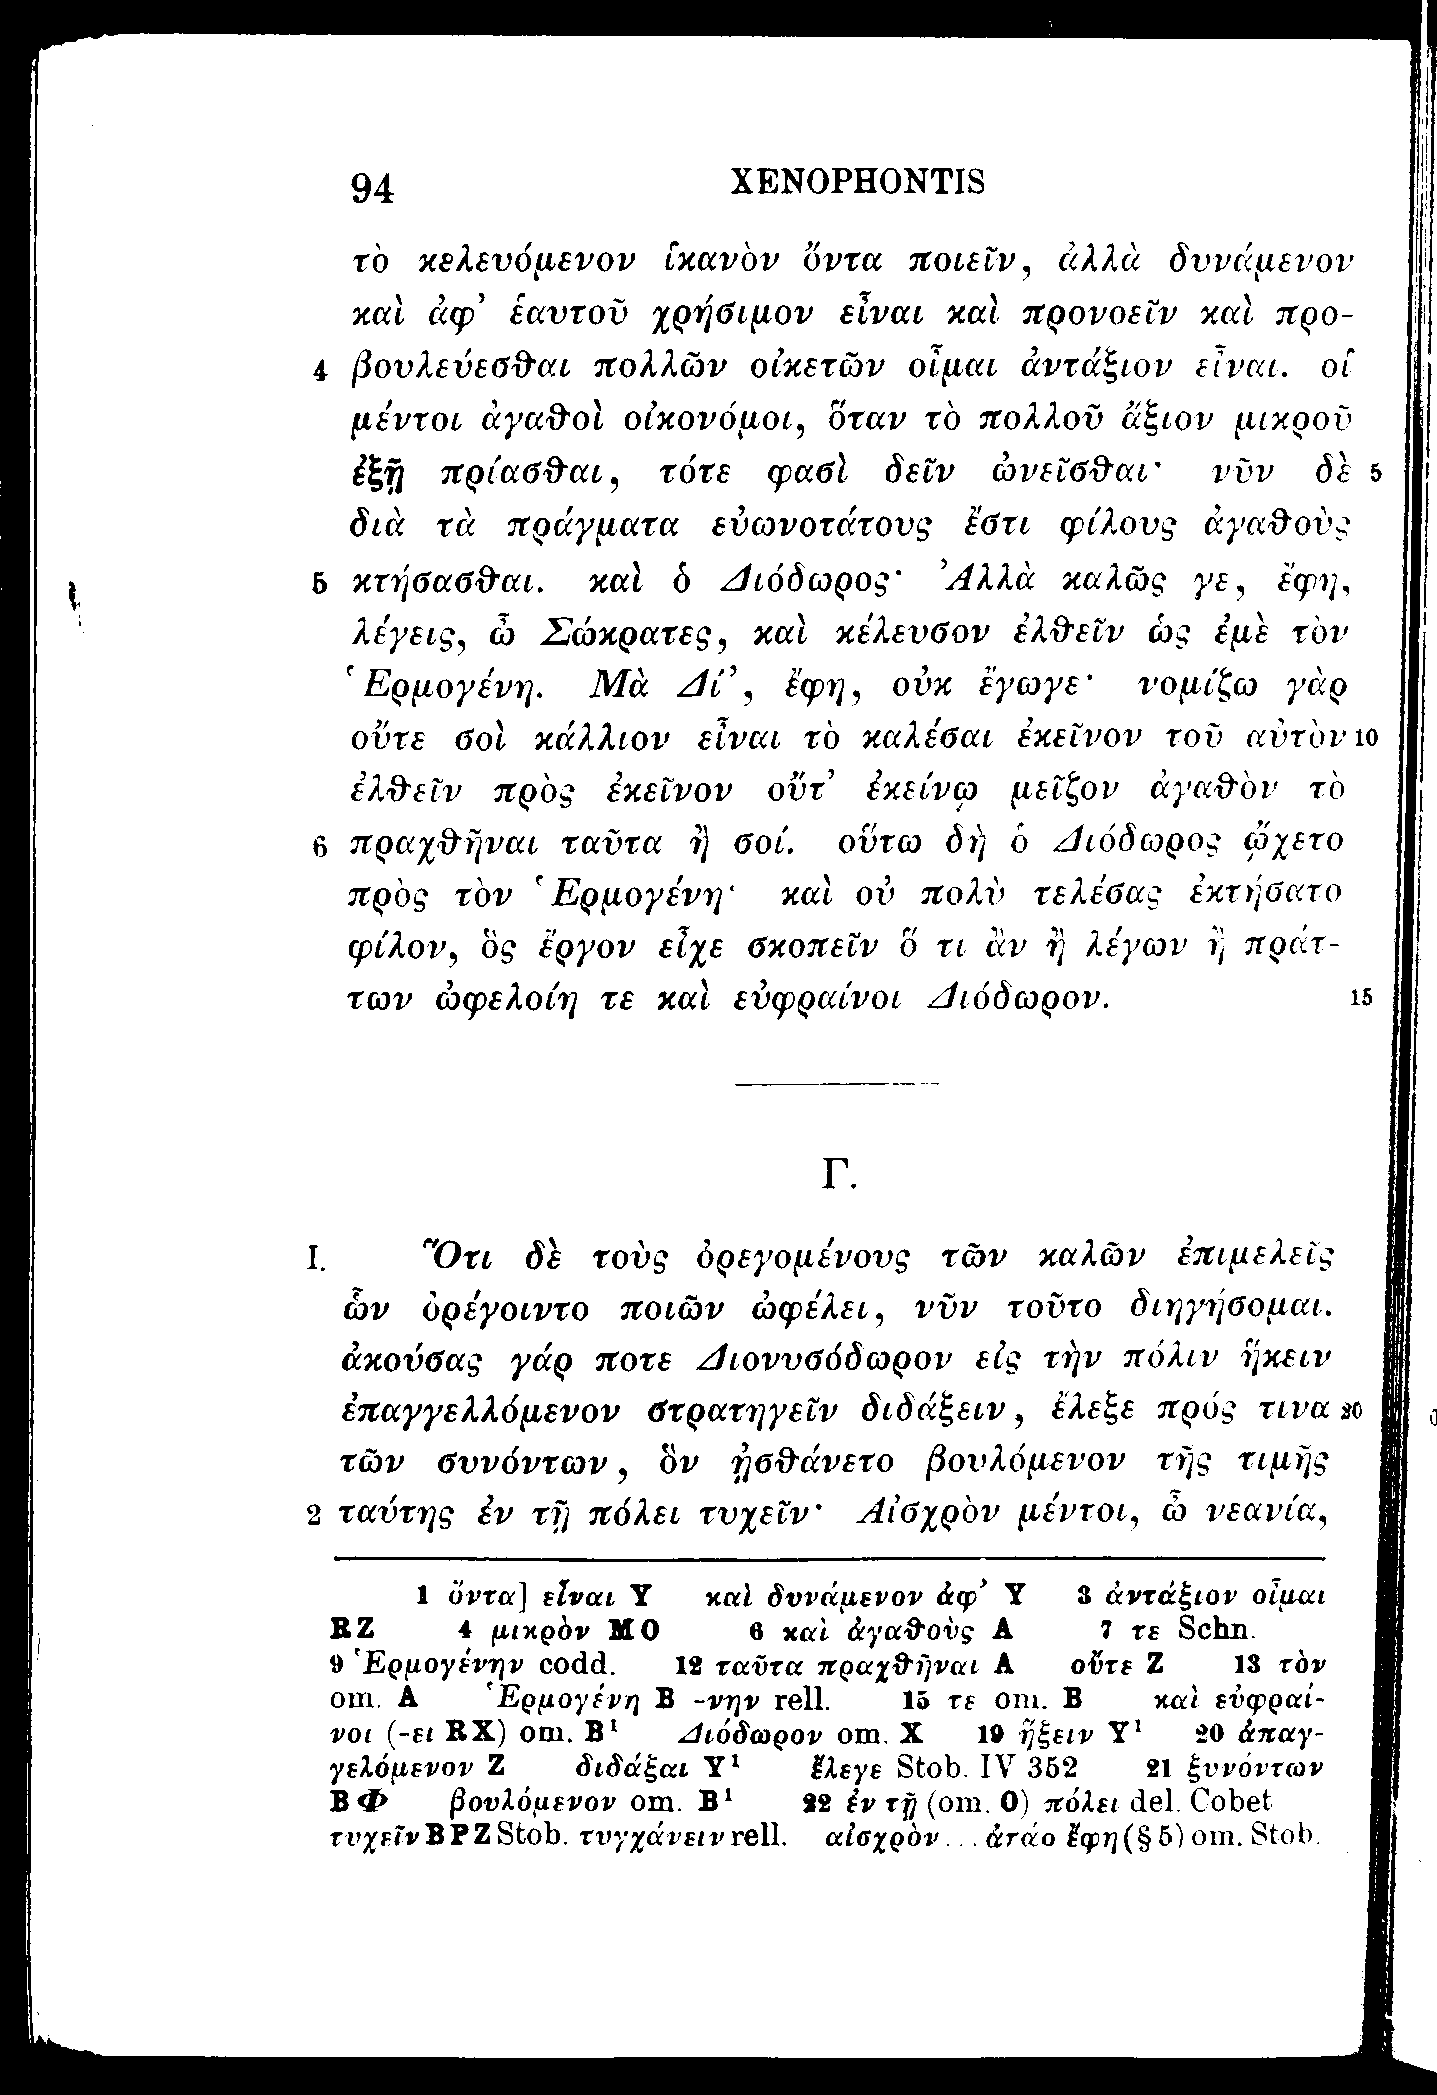 94 XENOPHONTIS
τὸ κελευόμενον ἱκανὸν ὄντα ποιεῖν, ἀλλὰ δυνάμενον
καὶ ἀφ’ ἑαυτοῦ χρήσιμον εἶναι καὶ προνοεῖν καὶ προ-
4 βουλεύεσθαι πολλῶν οἰκετῶν οἶμαι ἀντάξιον εἶναι. οἱ
μέντοι ἀγαθοὶ οἰκονόμοι, ὅταν τὸ πολλοῦ ἄξιον μικροῦ
ἐξῇ πρίασθαι, τότε φασὶ δεῖν ὠνεῖσθαι· νῦν δὲ 5
διὰ τὰ πράγματα εὐωνοτάτους ἔστι φίλους ἀγαθοὺς
5 κτήσασθαι. καὶ ὁ Διόδωρος· Ἀλλὰ καλῶς γε, ἔφη,
λέγεις, ὦ Σώκρατες, καὶ κέλευσον ἐλθεῖν ὡς ἐμὲ τὸν
Ἑρμογένη. Μὰ Δί’, ἔφη, οὐκ ἔγωγε· νομίζω γὰρ
οὔτε σοὶ κάλλιον εἶναι τὸ καλέσαι ἐκεῖνον τοῦ αὐτὸν 10
ἐλθεῖν πρὸς ἐκεῖνον οὔτ’ ἐκείνῳ μεῖζον ἀγαθὸν τὸ
6 πραχθῆναι ταῦτα ἢ σοί. οὕτω δὴ ὁ Διόδωρος ᾤχετο
πρὸς τὸν Ἑρμογένη· καὶ οὐ πολὺ τελέσας ἐκτήσατο
φίλον, ὃς ἔργον εἶχε σκοπεῖν ὅ τι ἂν ἢ λέγων ἢ πράτ-
των ὠφελοίη τε καὶ εὐφραίνοι Διόδωρον. 15
Γ.
I. Ὅτι δὲ τοὺς ὀρεγομένους τῶν καλῶν ἐπιμελεῖς
ὧν ὀρέγοιντο ποιῶν ὠφέλει, νῦν τοῦτο διηγήσομαι.
ἀκούσας γάρ ποτε Διονυσόδωρον εἰς τὴν πόλιν ἥκειν
ἐπαγγελλόμενον στρατηγεῖν διδάξειν, ἔλεξε πρός τινα 20
τῶν συνόντων, ὃν ᾐσθάνετο βουλόμενον τῆς τιμῆς
2 ταύτης ἐν τῇ πόλει τυχεῖν· Αἰσχρὸν μέντοι, ὦ νεανία,
1 ὄντα] εἶναι Y καὶ δυνάμενον ἀφ’ Y 3 ἀντάξιον οἶμαι
RZ 4 μικρὸν MO 6 καὶ ἀγαθοὺς A 7 τε Schn.
9 Ἑρμογένην codd. 12 ταῦτα πραχθῆναι A οὔτε Z 13 τὸν
om. A Ἑρμογένη B -νην rell. 15 τε om. B καὶ εὐφραί-
νοι (-ει RX) om. B¹ Διόδωρον om. X 19 ἥξειν Y¹ 20 ἀπαγ-
γελόμενον Z διδάξαι Y¹ ἔλεγε Stob. IV 352 21 ξυνόντων
BΦ βουλόμενον om. B¹ 22 ἐν τῇ (om. O) πόλει del. Cobet
τυχεῖν BPZ Stob. τυγχάνειν rell. αἰσχρὸν ... ἀτάο ἔφη (§ 5) om. Stob.